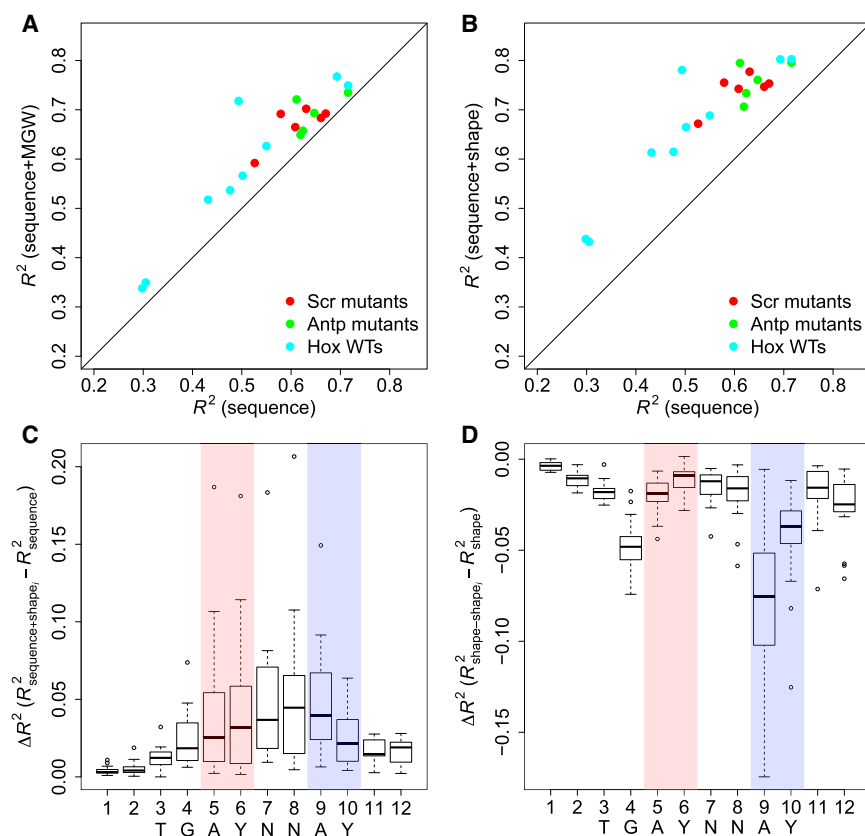 A
R² (sequence+MGW)
0.2 0.3 0.4 0.5 0.6 0.7 0.8
Scr mutants
Antp mutants
Hox WTs
0.2 0.3 0.4 0.5 0.6 0.7 0.8
R² (sequence)
B
R² (sequence+shape)
0.2 0.3 0.4 0.5 0.6 0.7 0.8
Scr mutants
Antp mutants
Hox WTs
0.2 0.3 0.4 0.5 0.6 0.7 0.8
R² (sequence)
C
ΔR² (R²sequence+shapeᵢ − R²sequence)
0.00 0.05 0.10 0.15 0.20
1 2 3 4 5 6 7 8 9 10 11 12
T G A Y N N A Y
D
ΔR² (R²shape−shapeᵢ − R²shape)
−0.15 −0.10 −0.05 −0.00
1 2 3 4 5 6 7 8 9 10 11 12
T G A Y N N A Y